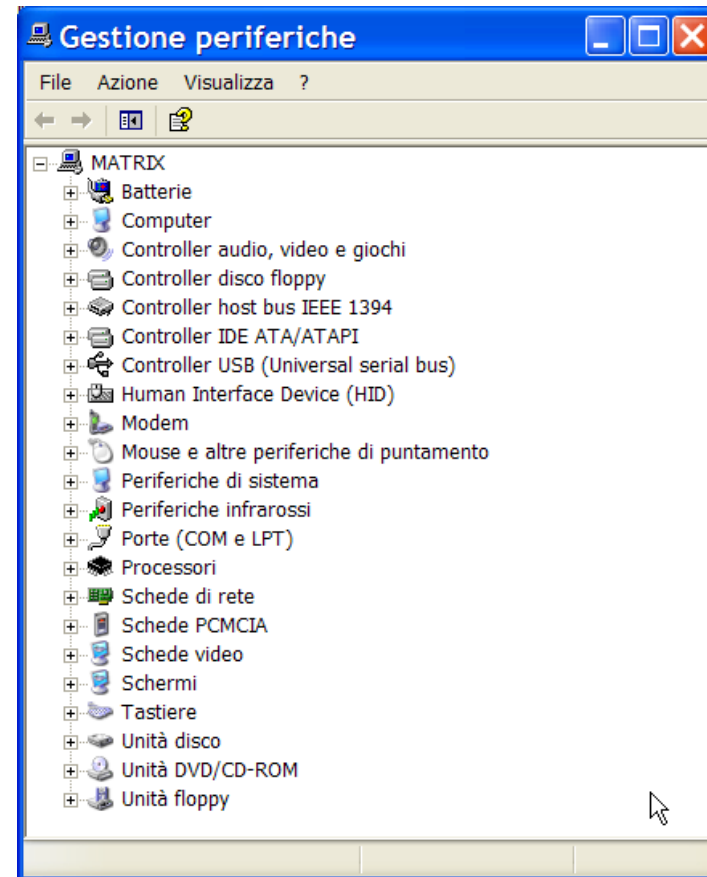 Gestione periferiche
File Azione Visualizza ?
MATRIX
Batterie
Computer
Controller audio, video e giochi
Controller disco floppy
Controller host bus IEEE 1394
Controller IDE ATA/ATAPI
Controller USB (Universal serial bus)
Human Interface Device (HID)
Modem
Mouse e altre periferiche di puntamento
Periferiche di sistema
Periferiche infrarossi
Porte (COM e LPT)
Processori
Schede di rete
Schede PCMCIA
Schede video
Schermi
Tastiere
Unità disco
Unità DVD/CD-ROM
Unità floppy